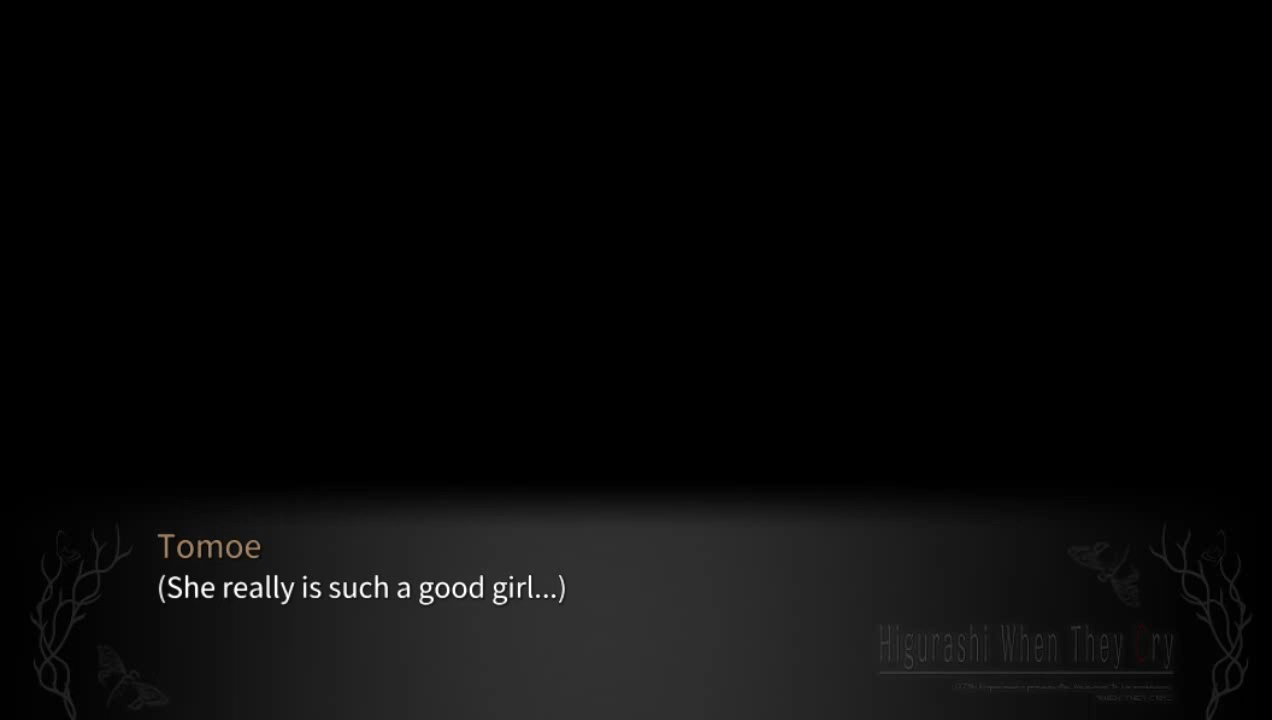 Tomoe
(She really is such a good girl...)
Higurashi When They Cry